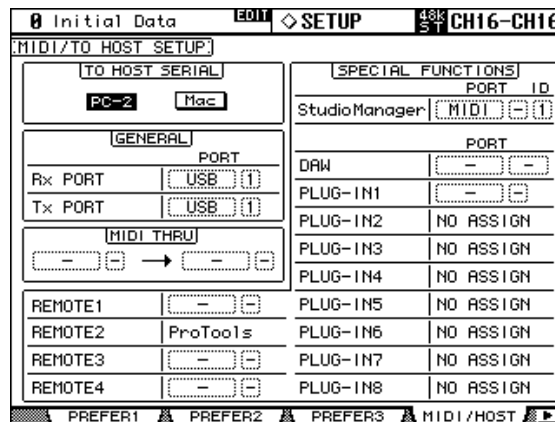 0 Initial Data EDIT ◇SETUP 48k ST CH16-CH16
MIDI/TO HOST SETUP
TO HOST SERIAL
PC-2 Mac
GENERAL
PORT
Rx PORT USB 1
Tx PORT USB 1
MIDI THRU
– – → – –
REMOTE1 – –
REMOTE2 ProTools
REMOTE3 – –
REMOTE4 – –
SPECIAL FUNCTIONS
PORT ID
StudioManager MIDI – 1
PORT
DAW – –
PLUG-IN1 – –
PLUG-IN2 NO ASSIGN
PLUG-IN3 NO ASSIGN
PLUG-IN4 NO ASSIGN
PLUG-IN5 NO ASSIGN
PLUG-IN6 NO ASSIGN
PLUG-IN7 NO ASSIGN
PLUG-IN8 NO ASSIGN
PREFER1 PREFER2 PREFER3 MIDI/HOST